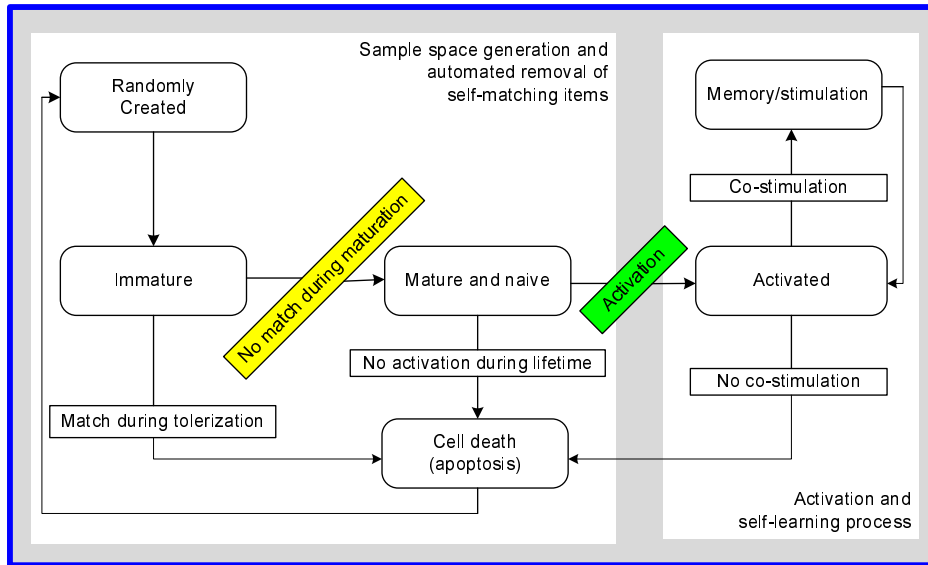 Sample space generation and
automated removal of
self-matching items
Randomly
Created
Memory/stimulation
Co-stimulation
No match during maturation
Activation
Immature
Mature and naive
Activated
No activation during lifetime
No co-stimulation
Match during tolerization
Cell death
(apoptosis)
Activation and
self-learning process